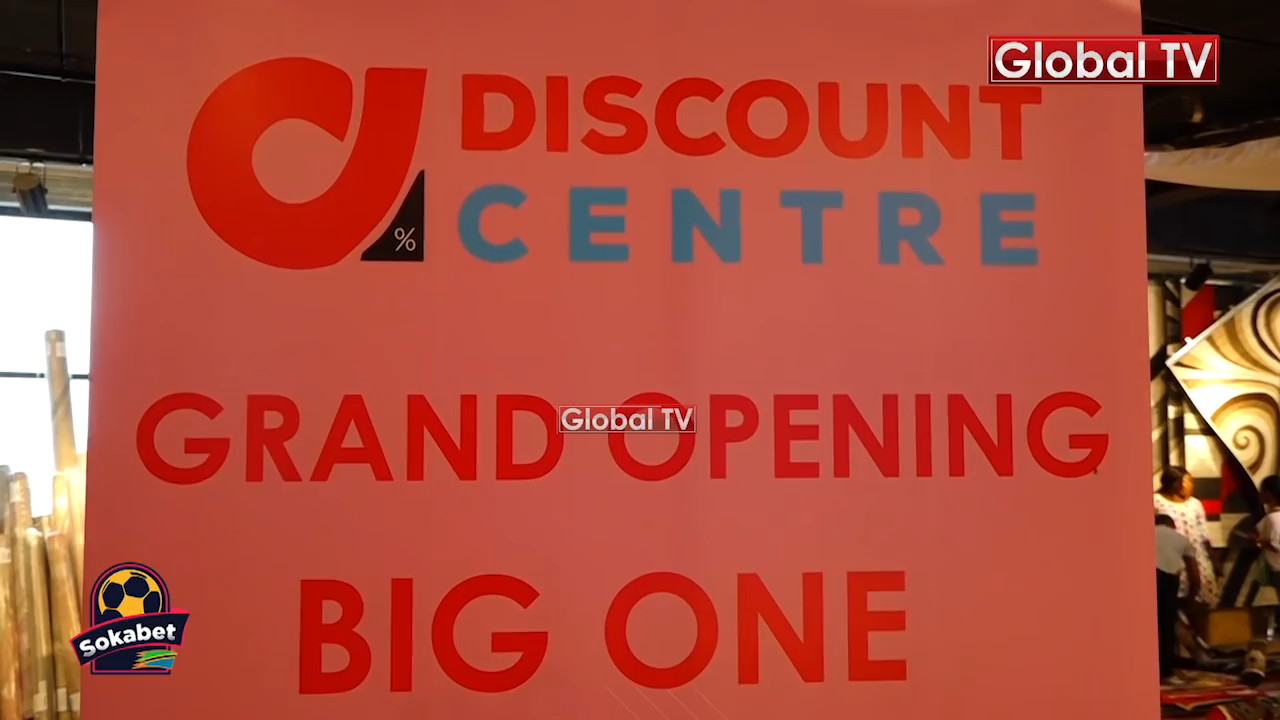 Global TV
DISCOUNT
CENTRE
%
GRAND OPENING
Global TV
BIG ONE
Sokabet